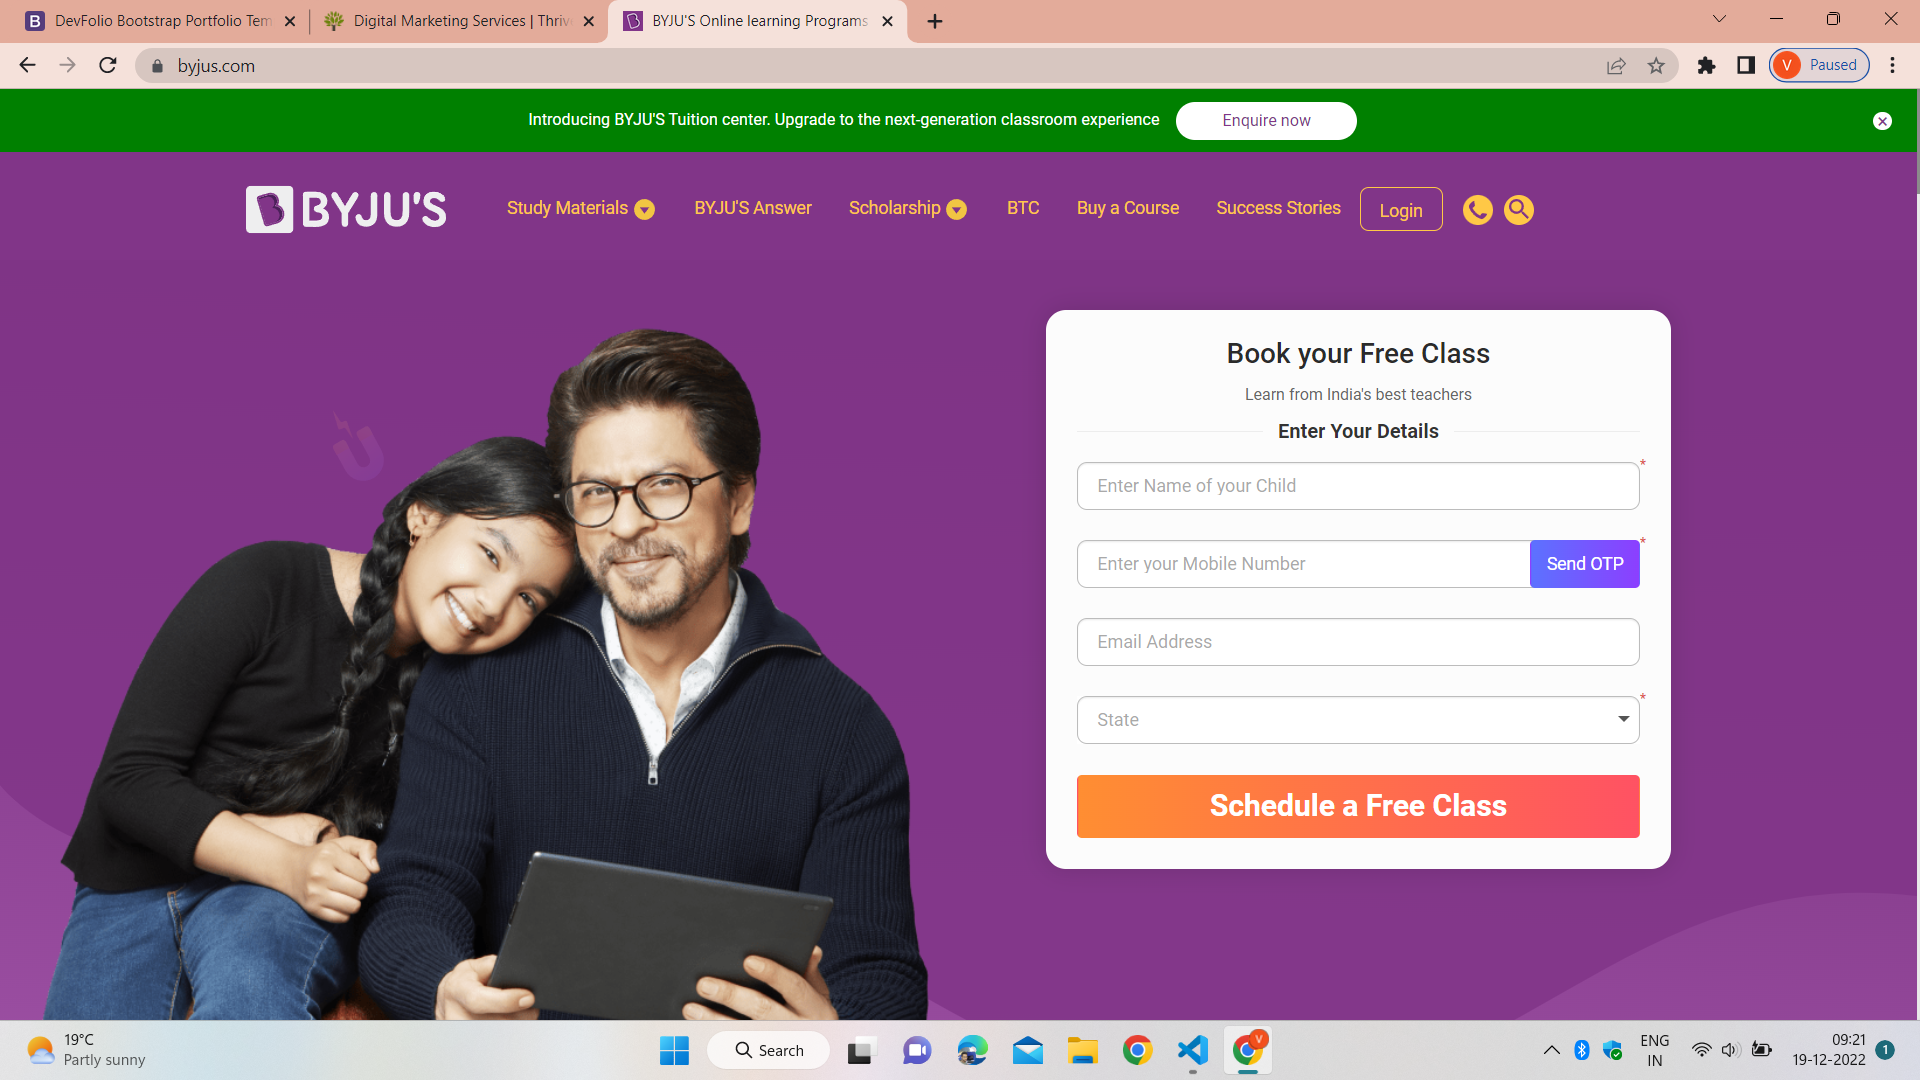 DevFolio Bootstrap Portfolio Tem
Digital Marketing Services | Thriv
BYJU'S Online learning Programs
byjus.com
V Paused
Introducing BYJU'S Tuition center. Upgrade to the next-generation classroom experience
Enquire now
BYJU'S
Study Materials
BYJU'S Answer
Scholarship
BTC
Buy a Course
Success Stories
Login
Book your Free Class
Learn from India's best teachers
Enter Your Details
Enter Name of your Child *
Enter your Mobile Number
Send OTP *
Email Address
State *
Schedule a Free Class
19°C
Partly sunny
Search
V
ENG
IN
09:21
19-12-2022
1